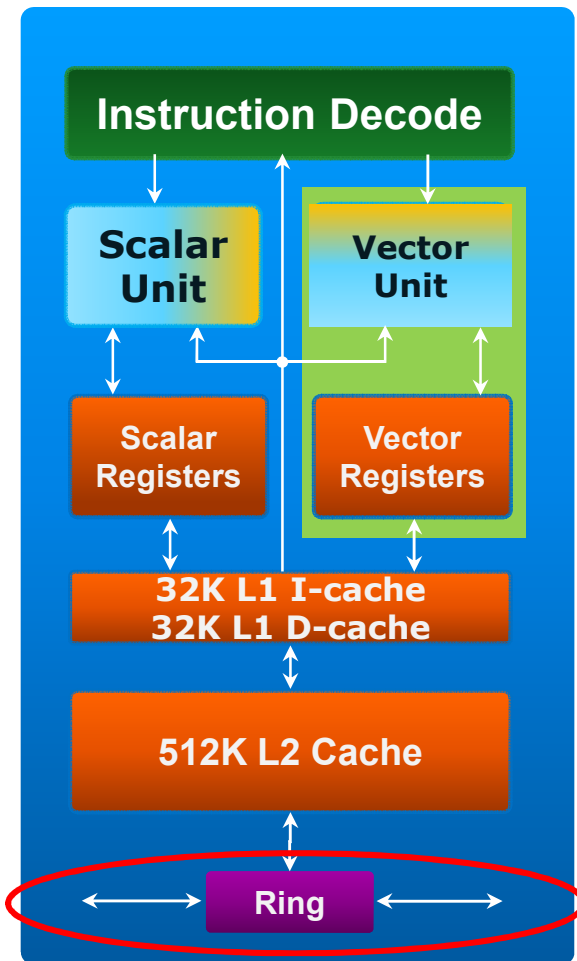 Instruction Decode
Scalar
Unit
Vector
Unit
Scalar
Registers
Vector
Registers
32K L1 I-cache
32K L1 D-cache
512K L2 Cache
Ring